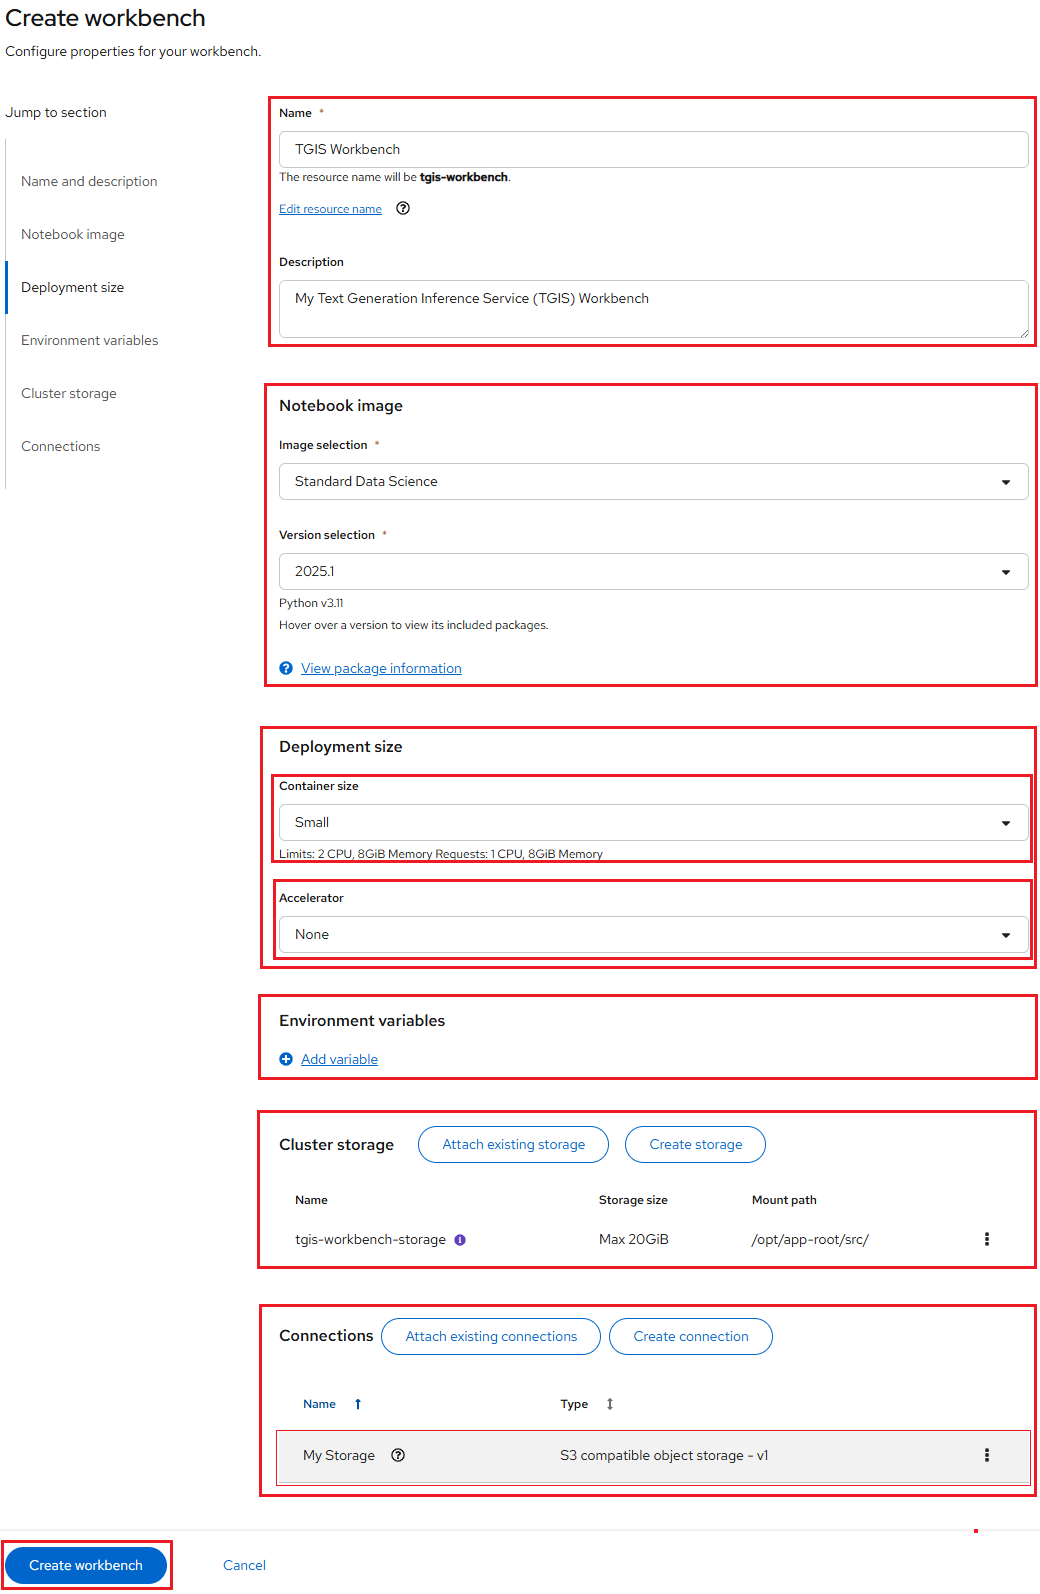 Create workbench
Configure properties for your workbench.
Jump to section
Name and description
Notebook image
Deployment size
Environment variables
Cluster storage
Connections
Name *
TGIS Workbench
The resource name will be tgis-workbench.
Edit resource name
Description
My Text Generation Inference Service (TGIS) Workbench
Notebook image
Image selection *
Standard Data Science
Version selection *
2025.1
Python v3.11
Hover over a version to view its included packages.
View package information
Deployment size
Container size
Small
Limits: 2 CPU, 8GiB Memory Requests: 1 CPU, 8GiB Memory
Accelerator
None
Environment variables
Add variable
Cluster storage Attach existing storage Create storage
Name Storage size Mount path
tgis-workbench-storage Max 20GiB /opt/app-root/src/
Connections Attach existing connections Create connection
Name Type
My Storage S3 compatible object storage - v1
Create workbench Cancel